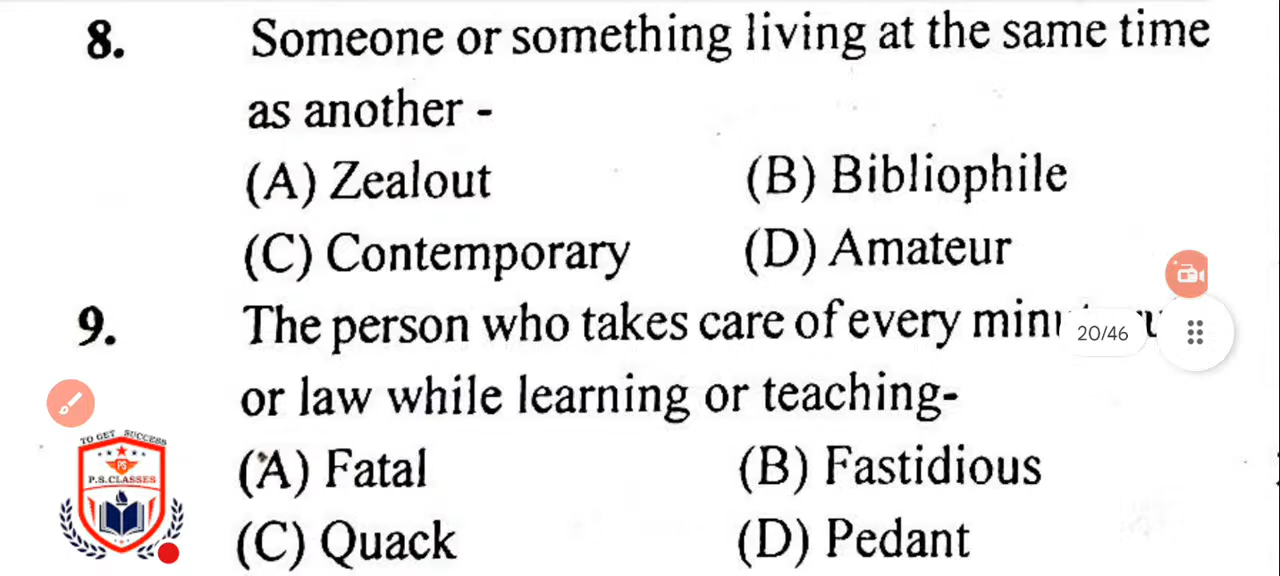 8. Someone or something living at the same time
as another -
(A) Zealout (B) Bibliophile
(C) Contemporary (D) Amateur
9. The person who takes care of every
20/46
or law while learning or teaching-
TO GET SUCCESS
PS
P.S.CLASSES
(A) Fatal (B) Fastidious
(C) Quack (D) Pedant